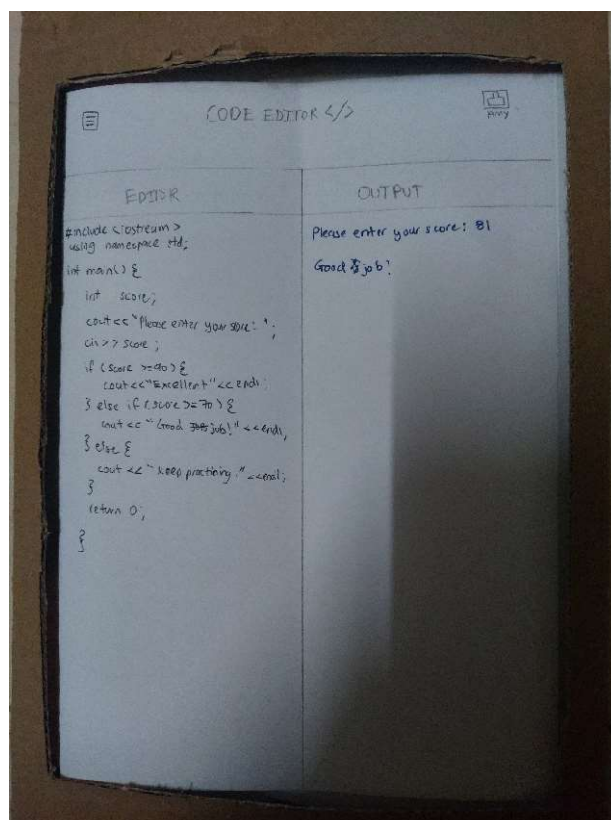 CODE EDITOR </>
Amy
EDITOR
#include <iostream>
using namespace std;
int main() {
int score;
cout << "Please enter your score: ";
cin >> score;
if (score >= 90) {
cout << "Excellent" << endl;
} else if (score >= 70) {
cout << "Good job!" << endl;
} else {
cout << "keep practicing." << endl;
}
return 0;
}
OUTPUT
Please enter your score: 81
Good job!